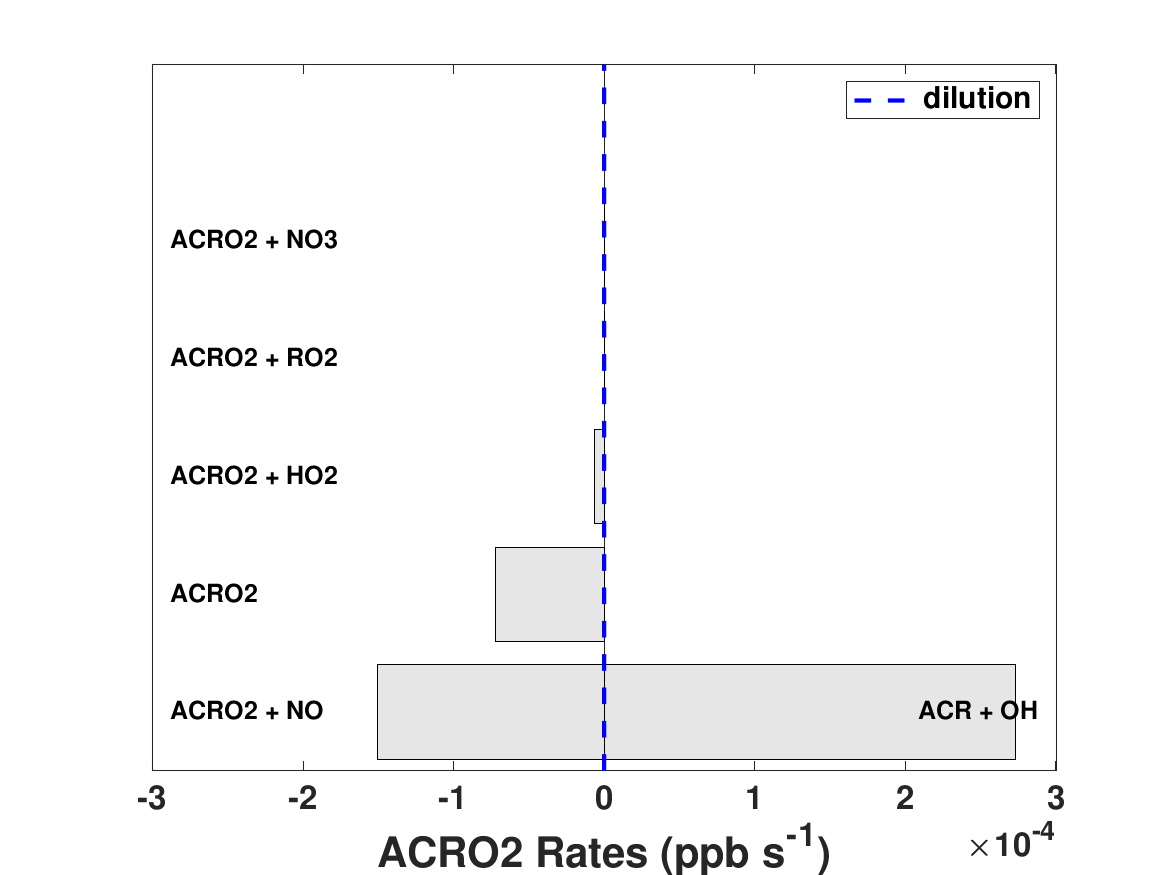 dilution
ACRO2 + NO3
ACRO2 + RO2
ACRO2 + HO2
ACRO2
ACRO2 + NO
ACR + OH
-3 -2 -1 0 1 2 3
×10^-4
ACRO2 Rates (ppb s^-1)